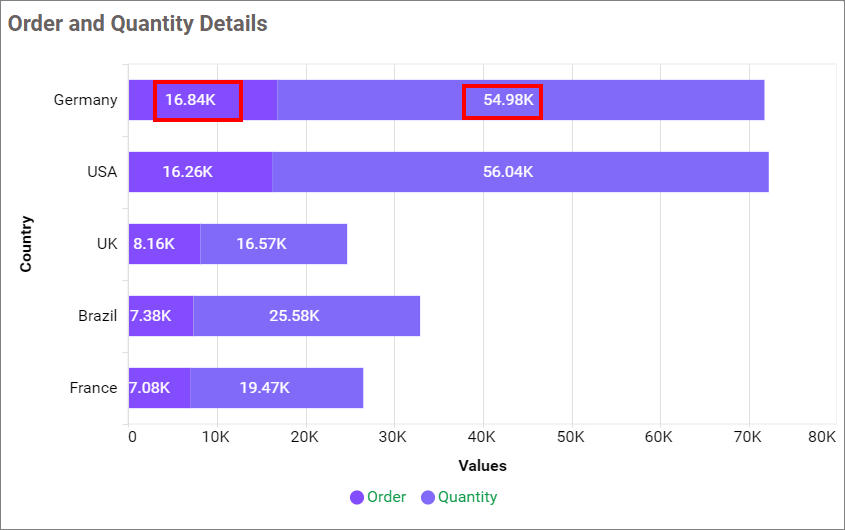 Order and Quantity Details
Germany 16.84K 54.98K
USA 16.26K 56.04K
UK 8.16K 16.57K
Brazil 7.38K 25.58K
France 7.08K 19.47K
Country
0 10K 20K 30K 40K 50K 60K 70K 80K
Values
Order Quantity